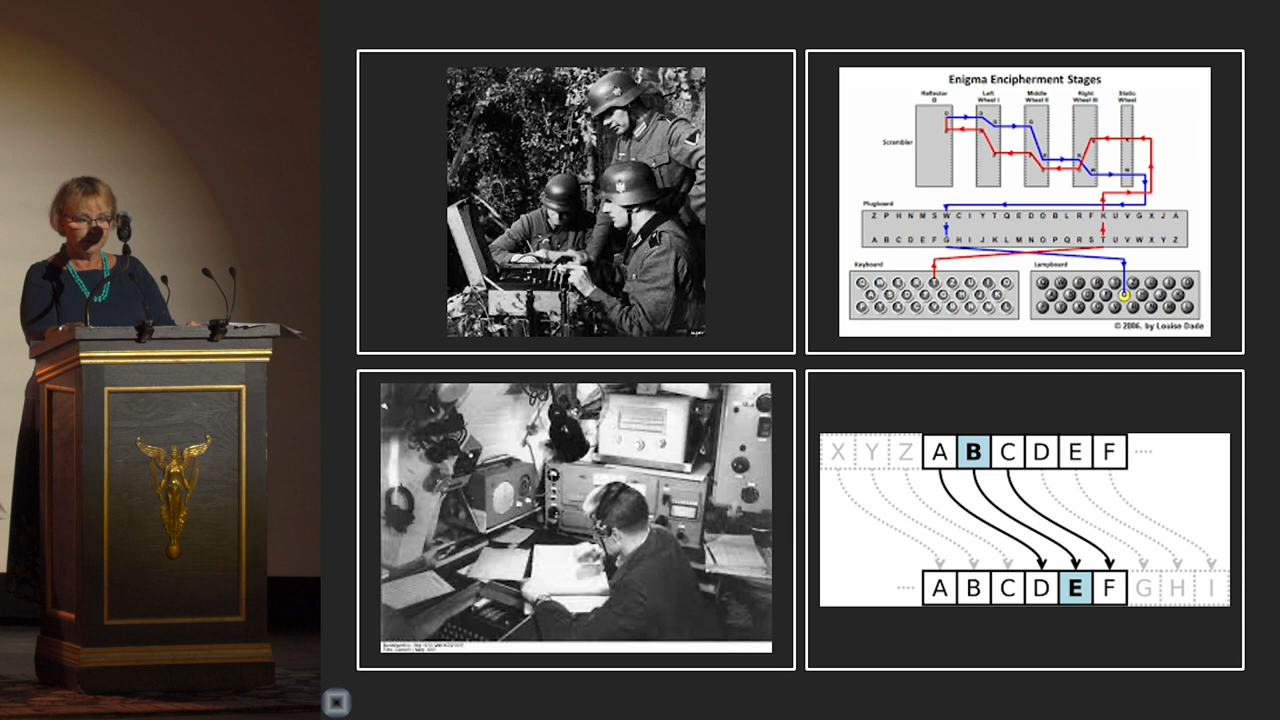 Enigma Encipherment Stages
Reflector
Left
Wheel I
Middle
Wheel II
Right
Wheel III
Static
Wheel
Scrambler
Plugboard
Z P H N M S W C I Y T Q E D O B L R F K U V G X J A
A B C D E F G H I J K L M N O P Q R S T U V W X Y Z
Keyboard
Lampboard
© 2006, by Louise Dade
X Y Z A B C D E F ....
.... A B C D E F G H I